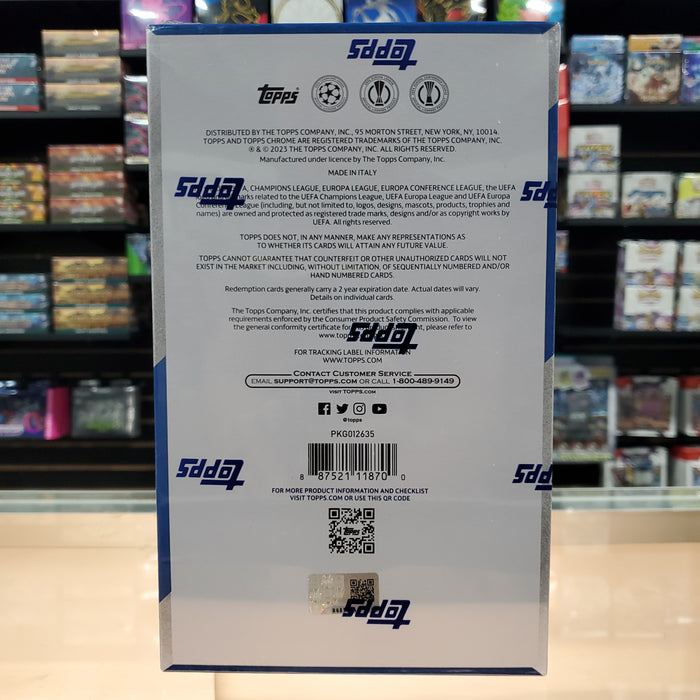 Topps
topps
DISTRIBUTED BY THE TOPPS COMPANY, INC., 95 MORTON STREET, NEW YORK, NY, 10014.
TOPPS AND TOPPS CHROME ARE REGISTERED TRADEMARKS OF THE TOPPS COMPANY, INC.
® & © 2023 THE TOPPS COMPANY, INC. ALL RIGHTS RESERVED.
Manufactured under licence by The Topps Company, Inc.
MADE IN ITALY
Topps
CHAMPIONS LEAGUE, EUROPA LEAGUE, EUROPA CONFERENCE LEAGUE, the UEFA
related to the UEFA Champions League, UEFA Europa League and UEFA Europa
League (including, but not limited to, logos, designs, mascots, products, trophies and
names) are owned and protected as registered trade marks, designs and/or as copyright works by
UEFA. All rights reserved.
TOPPS DOES NOT, IN ANY MANNER, MAKE ANY REPRESENTATIONS AS
TO WHETHER ITS CARDS WILL ATTAIN ANY FUTURE VALUE.
TOPPS CANNOT GUARANTEE THAT COUNTERFEIT OR OTHER UNAUTHORIZED CARDS WILL NOT
EXIST IN THE MARKET INCLUDING, WITHOUT LIMITATION, OF SEQUENTIALLY NUMBERED AND/OR
HAND NUMBERED CARDS.
Redemption cards generally carry a 2 year expiration date. Actual dates will vary.
Details on individual cards.
The Topps Company, Inc. certifies that this product complies with applicable
requirements enforced by the Consumer Product Safety Commission. To view
the general conformity certificate for please refer to
Topps
FOR TRACKING LABEL INFORMATION
WWW.TOPPS.COM
CONTACT CUSTOMER SERVICE
EMAIL SUPPORT@TOPPS.COM OR CALL 1-800-489-9149
VISIT TOPPS.COM
@topps
PKG012635
8 87521 11870 0
Topps
FOR MORE PRODUCT INFORMATION AND CHECKLIST
VISIT TOPPS.COM OR USE THIS QR CODE
topps
Topps